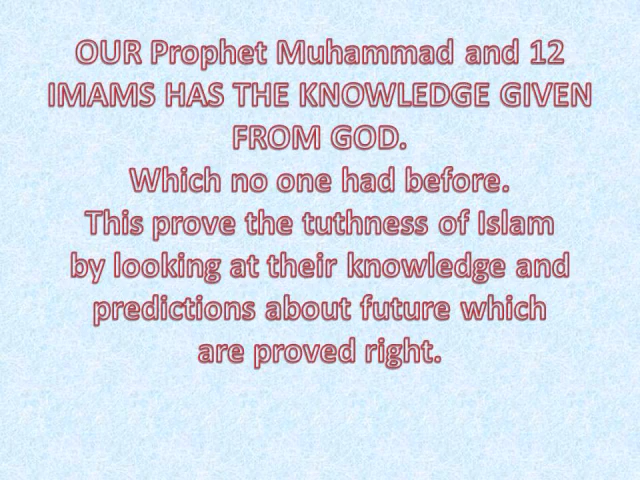 OUR Prophet Muhammad and 12
IMAMS HAS THE KNOWLEDGE GIVEN
FROM GOD.
Which no one had before.
This prove the tuthness of Islam
by looking at their knowledge and
predictions about future which
are proved right.